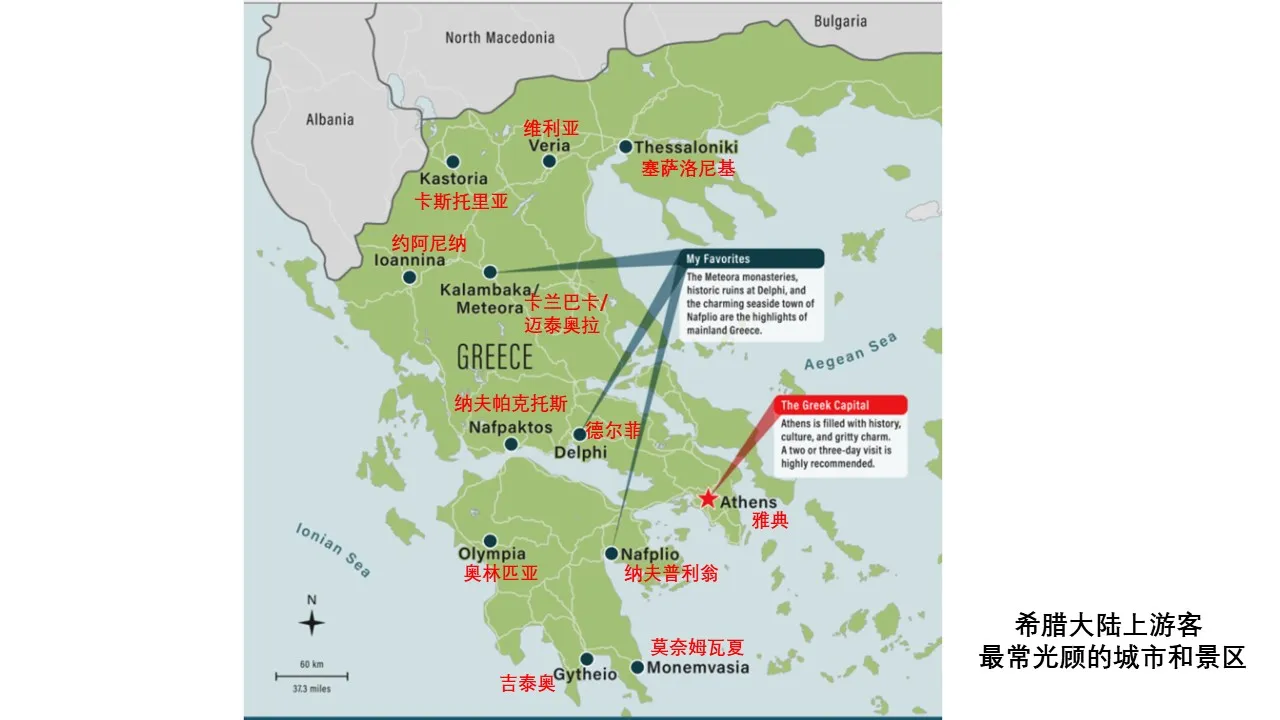 Bulgaria
North Macedonia
Albania
维利亚
Veria
Thessaloniki
塞萨洛尼基
Kastoria
卡斯托里亚
约阿尼纳
Ioannina
Kalambaka/
Meteora
卡兰巴卡/
迈泰奥拉
My Favorites
The Meteora monasteries,
historic ruins at Delphi, and
the charming seaside town of
Nafplio are the highlights of
mainland Greece.
Aegean Sea
GREECE
The Greek Capital
Athens is filled with history,
culture, and gritty charm.
A two or three-day visit is
highly recommended.
纳夫帕克托斯
Nafpaktos
德尔菲
Delphi
Athens
雅典
Ionian Sea
Olympia
奥林匹亚
Nafplio
纳夫普利翁
N
60 km
37.3 miles
莫奈姆瓦夏
Monemvasia
Gytheio
吉泰奥
希腊大陆上游客
最常光顾的城市和景区